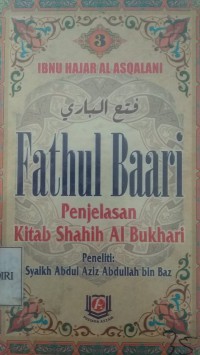 3
IBNU HAJAR AL ASQALANI
فتح الباري
Fathul Baari
Penjelasan
Kitab Shahih Al Bukhari
Peneliti:
Syaikh Abdul Aziz Abdullah bin Baz